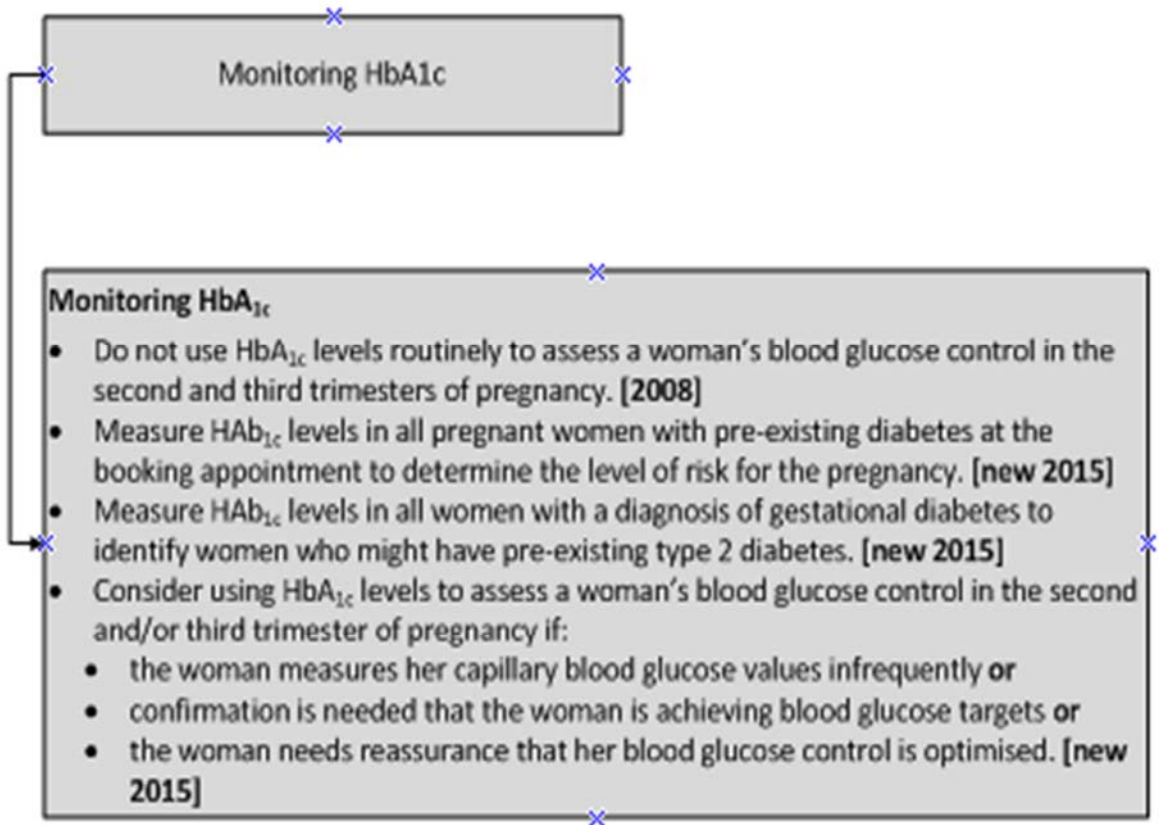 Monitoring HbA1c
Monitoring HbA1c
• Do not use HbA1c levels routinely to assess a woman's blood glucose control in the
second and third trimesters of pregnancy. [2008]
• Measure HAb1c levels in all pregnant women with pre-existing diabetes at the
booking appointment to determine the level of risk for the pregnancy. [new 2015]
• Measure HAb1c levels in all women with a diagnosis of gestational diabetes to
identify women who might have pre-existing type 2 diabetes. [new 2015]
• Consider using HbA1c levels to assess a woman's blood glucose control in the second
and/or third trimester of pregnancy if:
• the woman measures her capillary blood glucose values infrequently or
• confirmation is needed that the woman is achieving blood glucose targets or
• the woman needs reassurance that her blood glucose control is optimised. [new
2015]